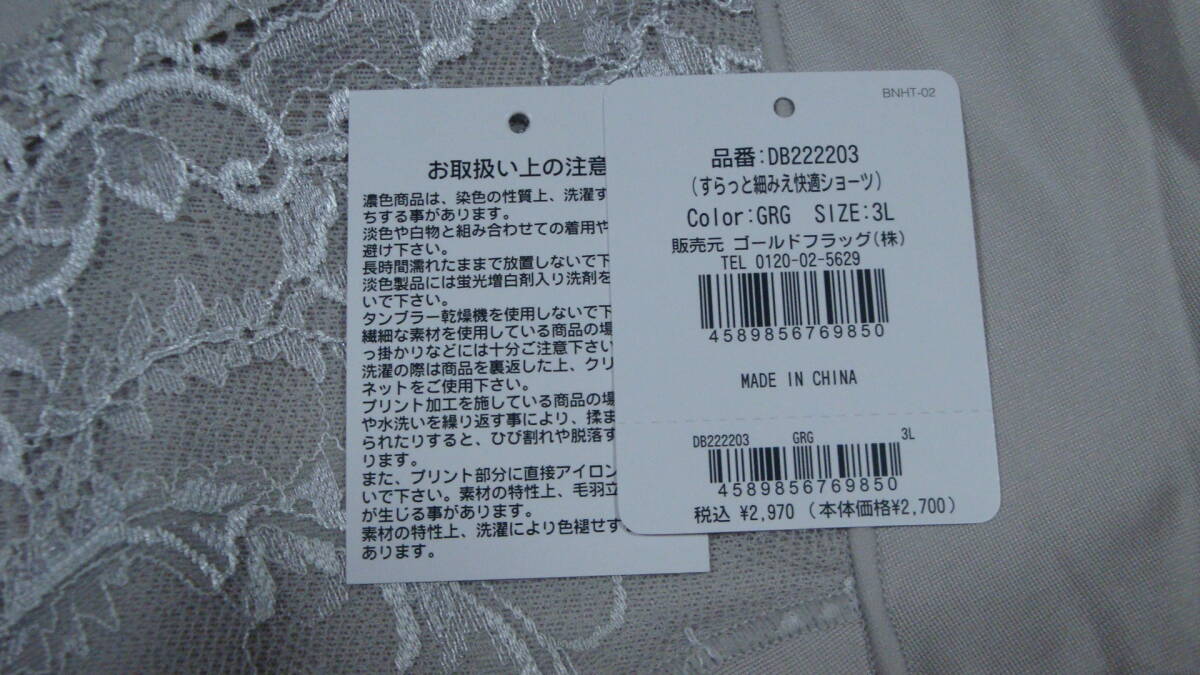 お取扱い上の注意
濃色商品は、染色の性質上、洗濯す
ちする事があります。
淡色や白物と組み合わせての着用や
避け下さい。
長時間濡れたままで放置しないで下
淡色製品には蛍光増白剤入り洗剤を
いで下さい。
タンブラー乾燥機を使用しないで下
繊細な素材を使用している商品の場
っ掛かりなどには十分ご注意下さい
洗濯の際は商品を裏返した上、クリ
ネットをご使用下さい。
プリント加工を施している商品の場
や水洗いを繰り返す事により、揉ま
られたりすると、ひび割れや脱落す
ります。
また、プリント部分に直接アイロン
いで下さい。素材の特性上、毛羽立
が生じる事があります。
素材の特性上、洗濯により色褪せす
あります。
BNHT-02
品番:DB222203
(すらっと細みえ快適ショーツ)
Color:GRG SIZE:3L
販売元 ゴールドフラッグ(株)
TEL 0120-02-5629
4589856769850
MADE IN CHINA
DB222203 GRG 3L
4589856769850
税込 ¥2,970 (本体価格¥2,700)